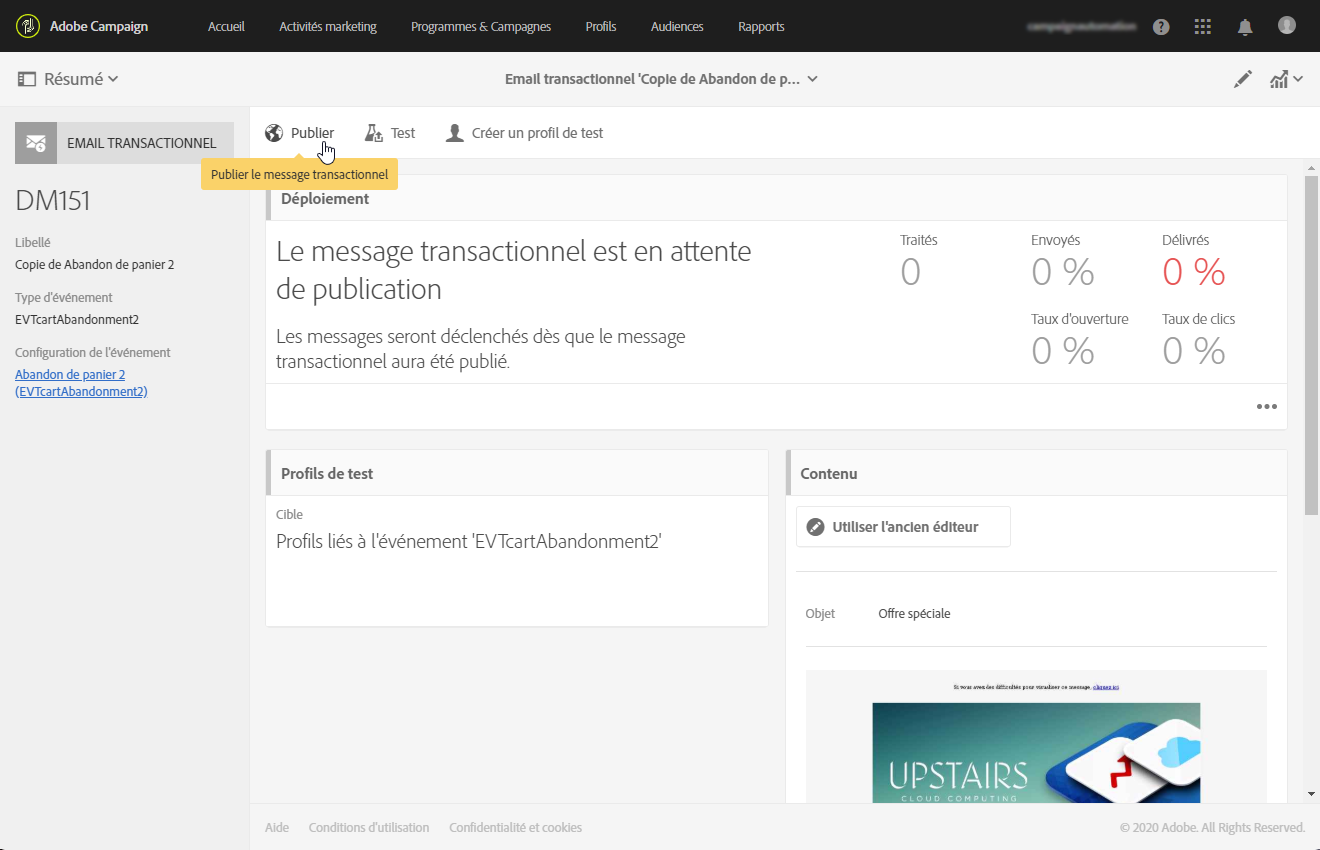 Adobe Campaign
Accueil
Activités marketing
Programmes & Campagnes
Profils
Audiences
Rapports
Résumé
Email transactionnel 'Copie de Abandon de p...
EMAIL TRANSACTIONNEL
Publier
Test
Créer un profil de test
Publier le message transactionnel
DM151
Libellé
Copie de Abandon de panier 2
Type d'événement
EVTcartAbandonment2
Configuration de l'événement
Abandon de panier 2
(EVTcartAbandonment2)
Déploiement
Le message transactionnel est en attente
de publication
Les messages seront déclenchés dès que le message
transactionnel aura été publié.
Traités
0
Envoyés
0 %
Délivrés
0 %
Taux d'ouverture
0 %
Taux de clics
0 %
Profils de test
Cible
Profils liés à l'événement 'EVTcartAbandonment2'
Contenu
Utiliser l'ancien éditeur
Objet
Offre spéciale
Si vous avez des difficultés pour visualiser ce message, cliquez ici
UPSTAIRS
CLOUD COMPUTING
Aide
Conditions d'utilisation
Confidentialité et cookies
© 2020 Adobe. All Rights Reserved.